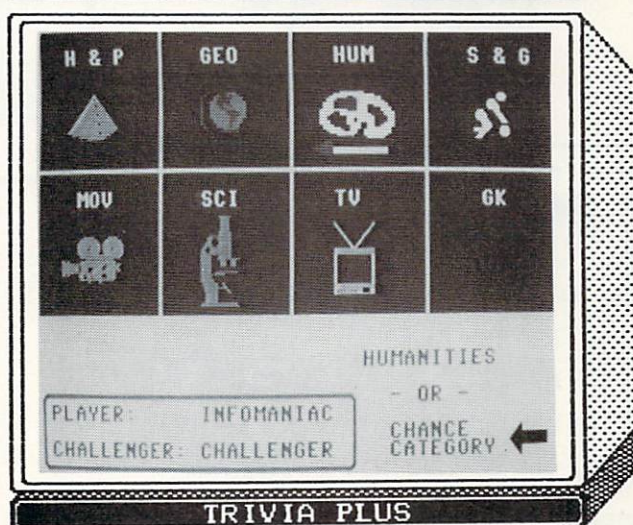 H & P GEO HUM S & G
MOV SCI TV GK
HUMANITIES
- OR -
PLAYER: INFOMANIAC
CHANCE
CHALLENGER: CHALLENGER
CATEGORY.
TRIVIA PLUS